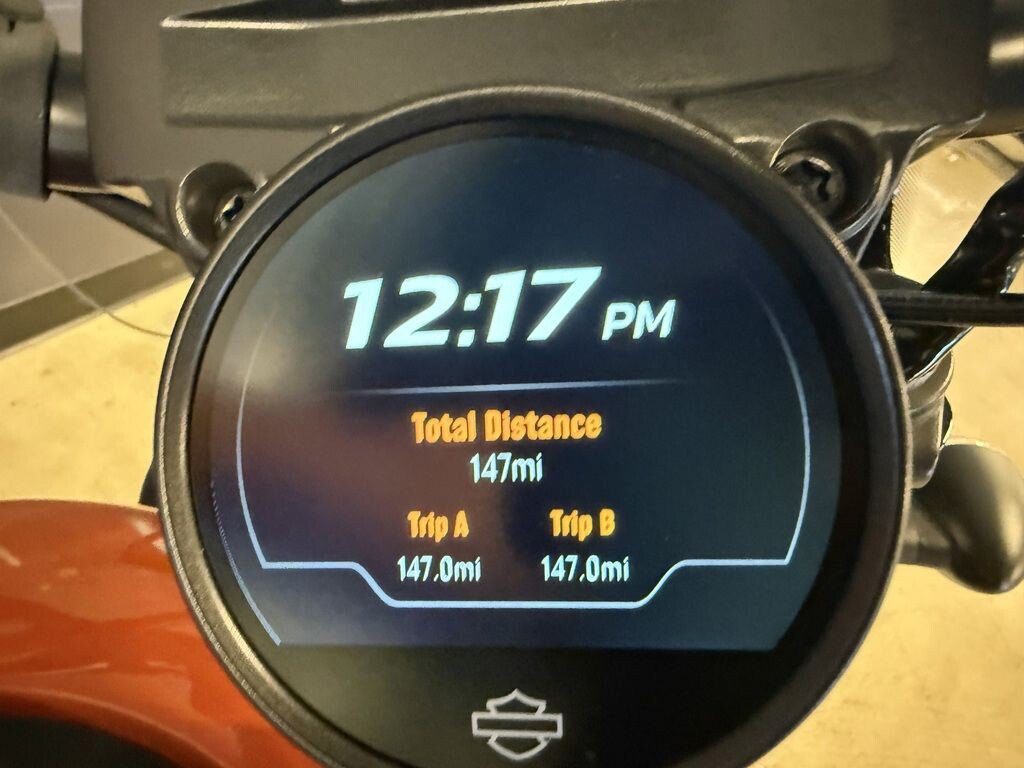 12:17 PM
Total Distance
147mi
Trip A Trip B
147.0mi 147.0mi